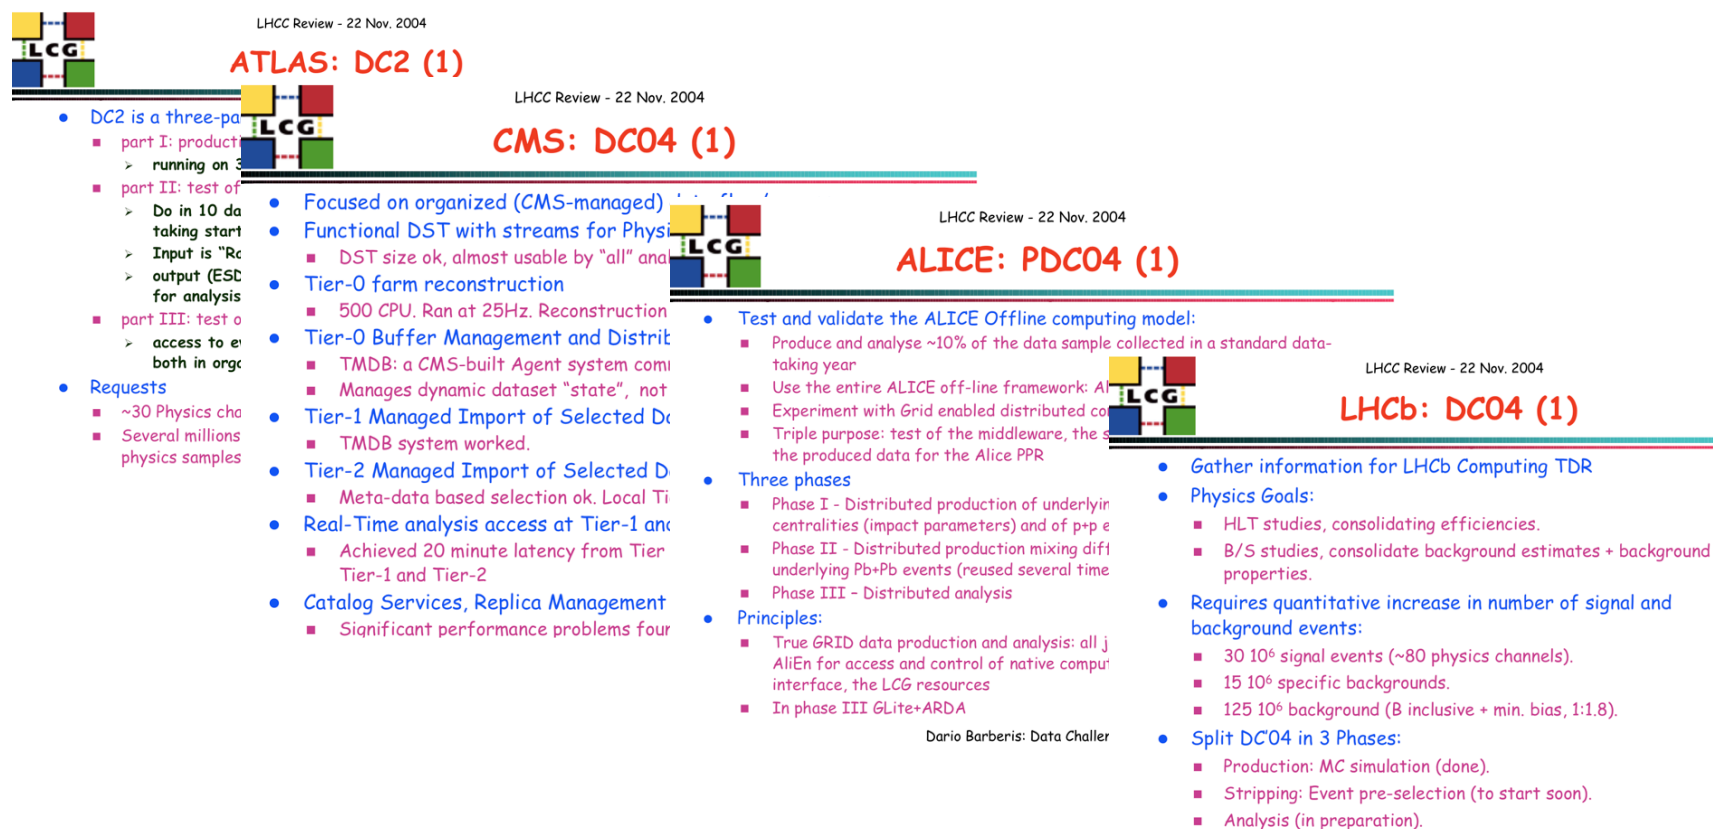 LHCC Review - 22 Nov. 2004
LCG
ATLAS: DC2 (1)
DC2 is a three-pa
part I: producti
running on 3
part II: test of
Do in 10 da
taking start
Input is "Ra
output (ESD
for analysis
part III: test o
access to ev
both in orga
Requests
~30 Physics cha
Several millions
physics samples
LHCC Review - 22 Nov. 2004
LCG
CMS: DC04 (1)
Focused on organized (CMS-managed)
Functional DST with streams for Physi
DST size ok, almost usable by "all" anal
Tier-0 farm reconstruction
500 CPU. Ran at 25Hz. Reconstruction
Tier-0 Buffer Management and Distrib
TMDB: a CMS-built Agent system com
Manages dynamic dataset "state", not
Tier-1 Managed Import of Selected Da
TMDB system worked.
Tier-2 Managed Import of Selected D
Meta-data based selection ok. Local Ti
Real-Time analysis access at Tier-1 and
Achieved 20 minute latency from Tier
Tier-1 and Tier-2
Catalog Services, Replica Management
Significant performance problems four
LHCC Review - 22 Nov. 2004
LCG
ALICE: PDC04 (1)
Test and validate the ALICE Offline computing model:
Produce and analyse ~10% of the data sample collected in a standard data-
taking year
Use the entire ALICE off-line framework: Al
Experiment with Grid enabled distributed co
Triple purpose: test of the middleware, the s
the produced data for the Alice PPR
Three phases
Phase I - Distributed production of underlyin
centralities (impact parameters) and of p+p e
Phase II - Distributed production mixing diff
underlying Pb+Pb events (reused several time
Phase III – Distributed analysis
Principles:
True GRID data production and analysis: all j
AliEn for access and control of native comput
interface, the LCG resources
In phase III GLite+ARDA
Dario Barberis: Data Challer
LHCC Review - 22 Nov. 2004
LCG
LHCb: DC04 (1)
Gather information for LHCb Computing TDR
Physics Goals:
HLT studies, consolidating efficiencies.
B/S studies, consolidate background estimates + background
properties.
Requires quantitative increase in number of signal and
background events:
30 10⁶ signal events (~80 physics channels).
15 10⁶ specific backgrounds.
125 10⁶ background (B inclusive + min. bias, 1:1.8).
Split DC'04 in 3 Phases:
Production: MC simulation (done).
Stripping: Event pre-selection (to start soon).
Analysis (in preparation).